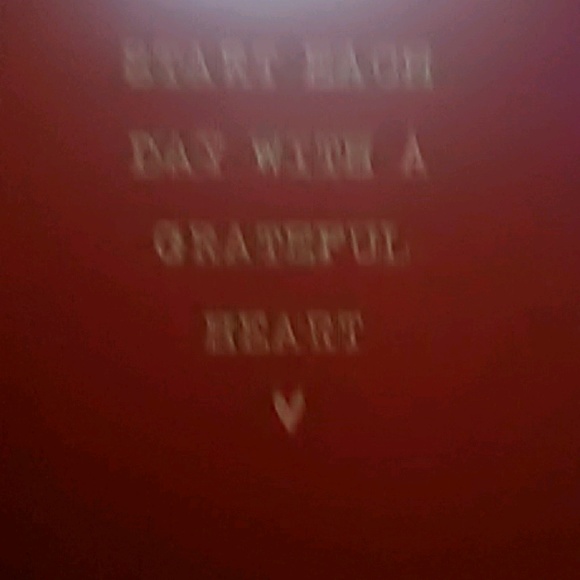 START EACH
DAY WITH A
GRATEFUL
HEART